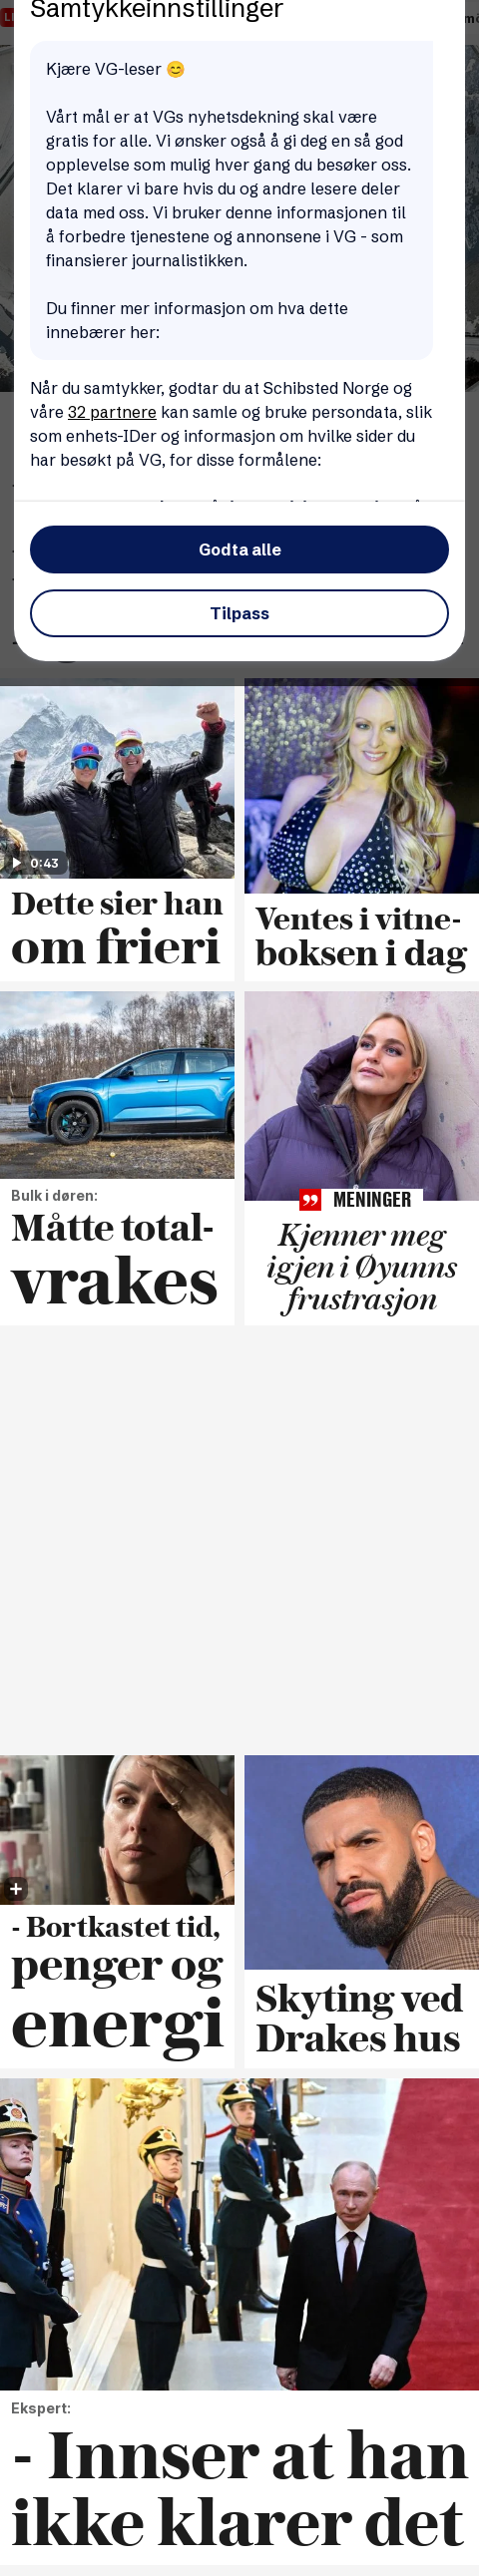 Samtykkeinnstillinger
Kjære VG-leser 😊
Vårt mål er at VGs nyhetsdekning skal være
gratis for alle. Vi ønsker også å gi deg en så god
opplevelse som mulig hver gang du besøker oss.
Det klarer vi bare hvis du og andre lesere deler
data med oss. Vi bruker denne informasjonen til
å forbedre tjenestene og annonsene i VG - som
finansierer journalistikken.
Du finner mer informasjon om hva dette
innebærer her:
Når du samtykker, godtar du at Schibsted Norge og
våre 32 partnere kan samle og bruke persondata, slik
som enhets-IDer og informasjon om hvilke sider du
har besøkt på VG, for disse formålene:
Godta alle
Tilpass
0:43
Dette sier han
om frieri
Ventes i vitne-
boksen i dag
Bulk i døren:
Måtte total-
vrakes
MENINGER
Kjenner meg
igjen i Øyunns
frustrasjon
- Bortkastet tid,
penger og
energi
Skyting ved
Drakes hus
Ekspert:
- Innser at han
ikke klarer det